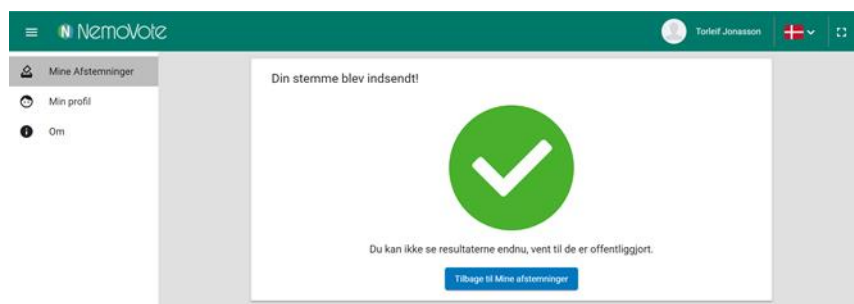 NemoVote
Torleif Jonasson
Mine Afstemninger
Min profil
Om
Din stemme blev indsendt!
Du kan ikke se resultaterne endnu, vent til de er offentliggjort.
Tilbage til Mine afstemninger